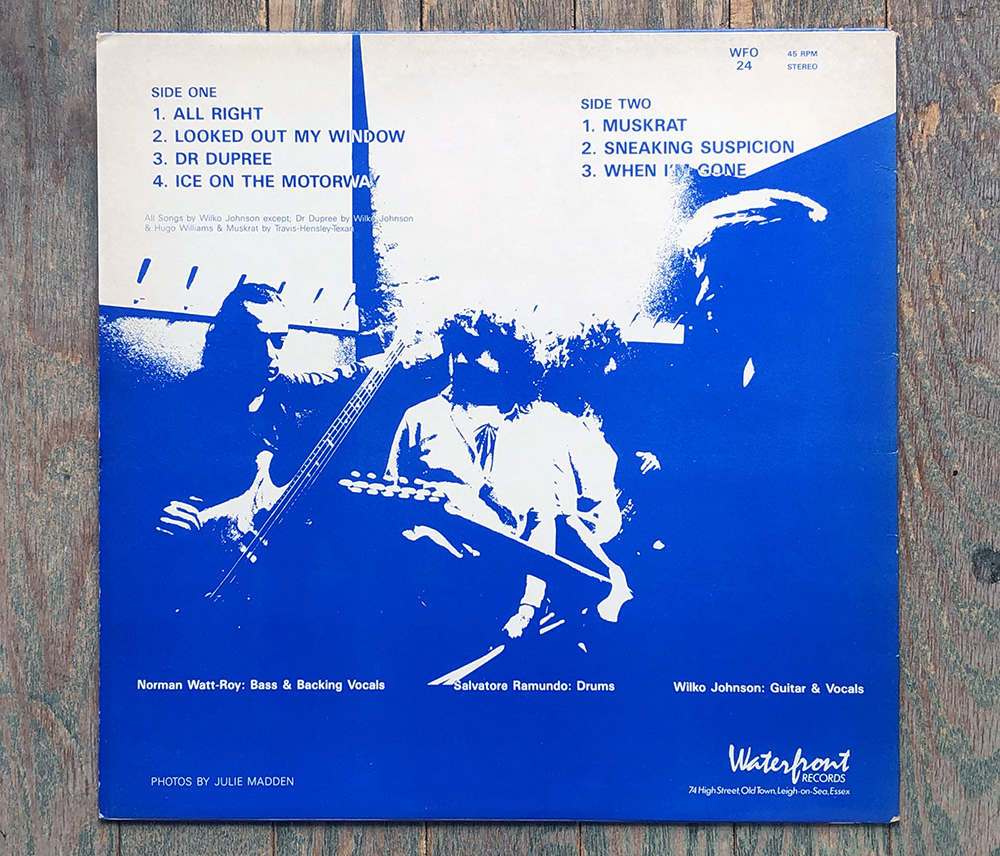 WFO
24
45 RPM
STEREO
SIDE ONE
1. ALL RIGHT
2. LOOKED OUT MY WINDOW
3. DR DUPREE
4. ICE ON THE MOTORWAY
All Songs by Wilko Johnson except; Dr Dupree by Wilko Johnson
& Hugo Williams & Muskrat by Travis-Hensley-Texan
SIDE TWO
1. MUSKRAT
2. SNEAKING SUSPICION
3. WHEN I'M GONE
Norman Watt-Roy: Bass & Backing Vocals
Salvatore Ramundo: Drums
Wilko Johnson: Guitar & Vocals
PHOTOS BY JULIE MADDEN
Waterfront
RECORDS
74 High Street, Old Town, Leigh-on-Sea, Essex